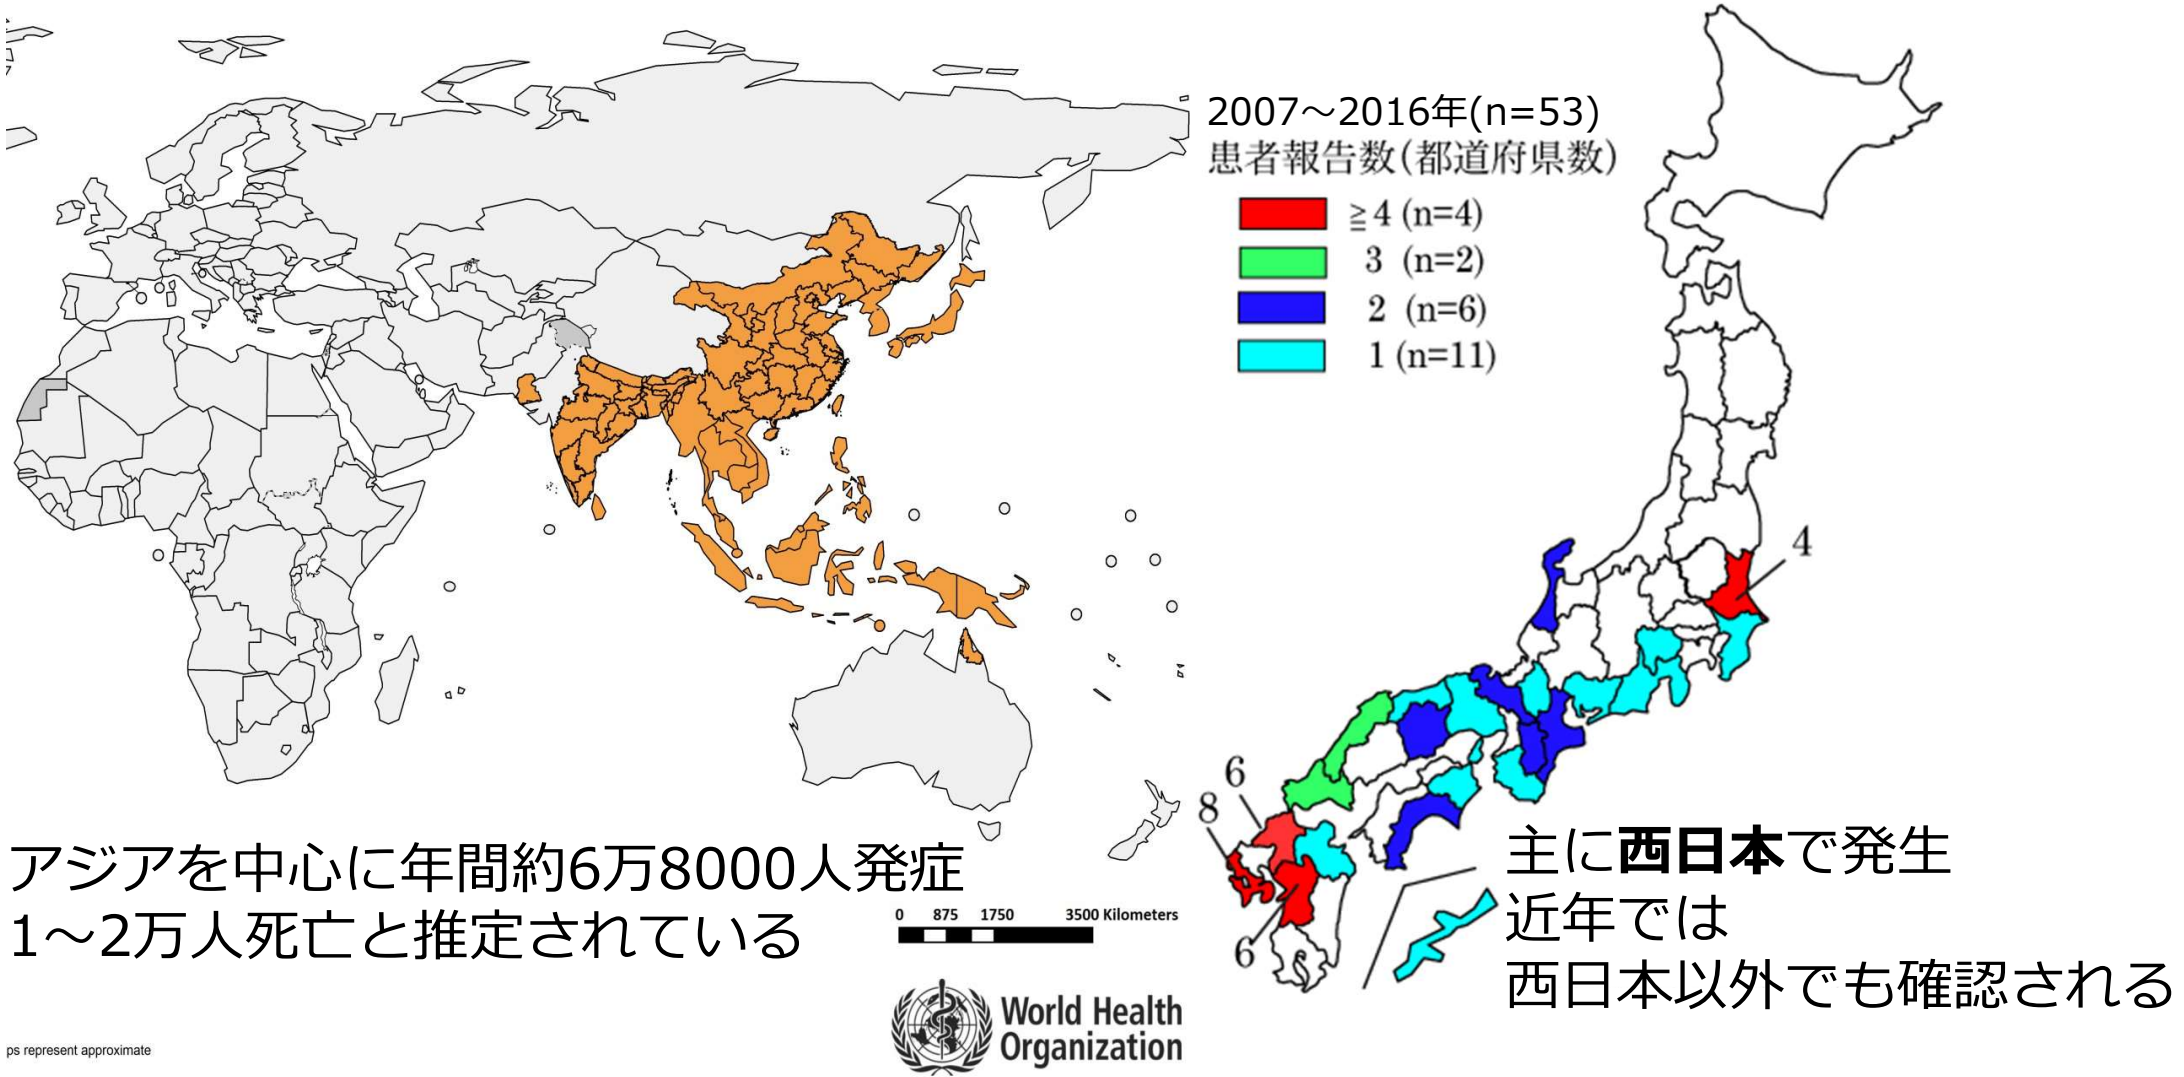 2007～2016年(n=53)
患者報告数(都道府県数)
≧4 (n=4)
3 (n=2)
2 (n=6)
1 (n=11)
4
6
8
6
アジアを中心に年間約6万8000人発症
1～2万人死亡と推定されている
0 875 1750 3500 Kilometers
World Health
Organization
ps represent approximate
主に西日本で発生
近年では
西日本以外でも確認される